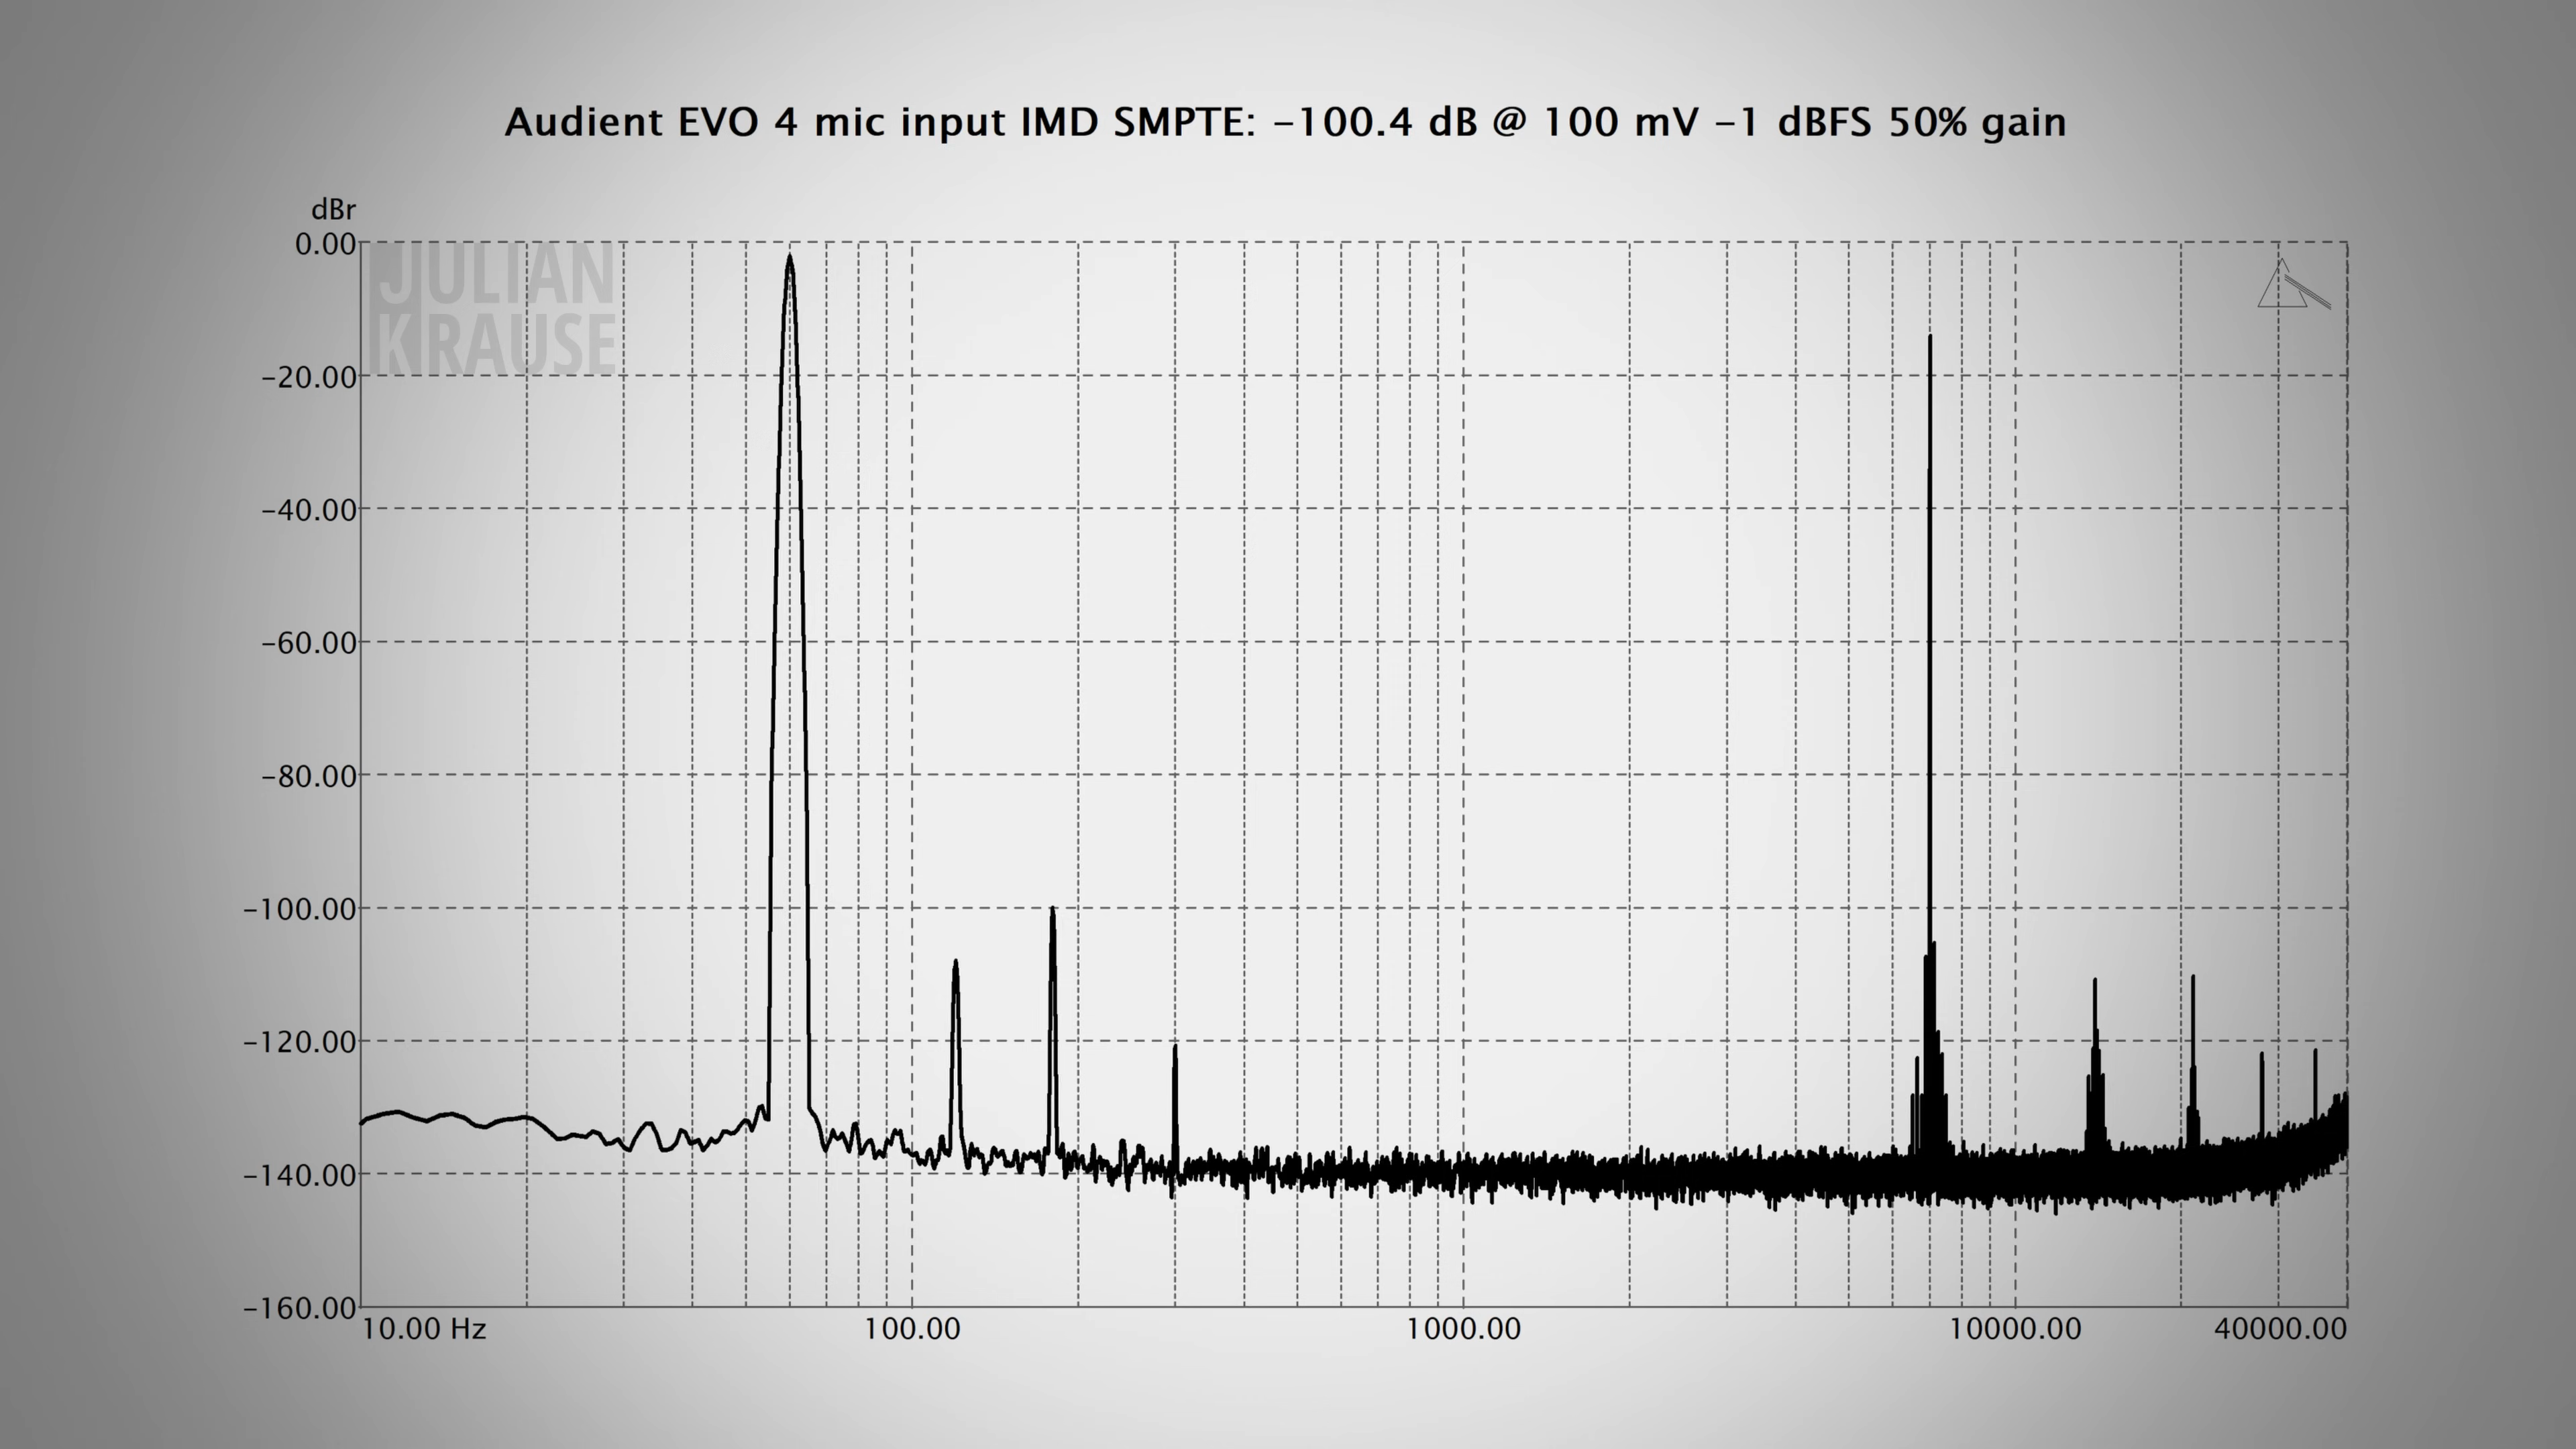 Audient EVO 4 mic input IMD SMPTE: −100.4 dB @ 100 mV −1 dBFS 50% gain
dBr
0.00
JULIAN
KRAUSE
−20.00
−40.00
−60.00
−80.00
−100.00
−120.00
−140.00
−160.00
10.00 Hz 100.00 1000.00 10000.00 40000.00